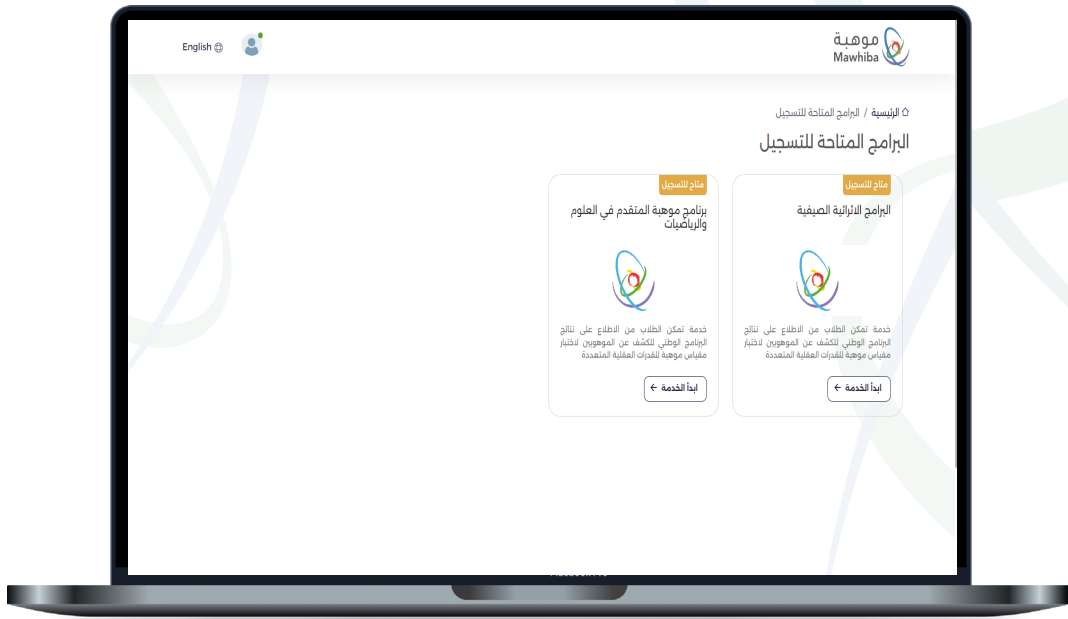 موهبة
Mawhiba
English
الرئيسية / البرامج المتاحة للتسجيل
البرامج المتاحة للتسجيل
متاح للتسجيل
البرامج الاثرائية الصيفية
خدمة تمكن الطلاب من الاطلاع على نتائج
البرنامج الوطني للكشف عن الموهوبين لاختبار
مقياس موهبة للقدرات العقلية المتعددة
ابدأ الخدمة
متاح للتسجيل
برنامج موهبة المتقدم في العلوم
والرياضيات
خدمة تمكن الطلاب من الاطلاع على نتائج
البرنامج الوطني للكشف عن الموهوبين لاختبار
مقياس موهبة للقدرات العقلية المتعددة
ابدأ الخدمة